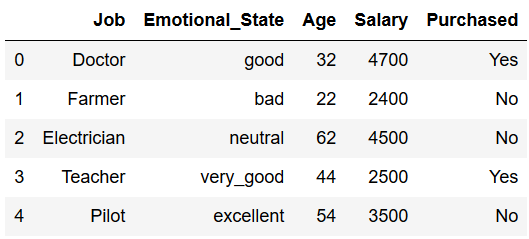 Job Emotional_State Age Salary Purchased
0 Doctor good 32 4700 Yes
1 Farmer bad 22 2400 No
2 Electrician neutral 62 4500 No
3 Teacher very_good 44 2500 Yes
4 Pilot excellent 54 3500 No